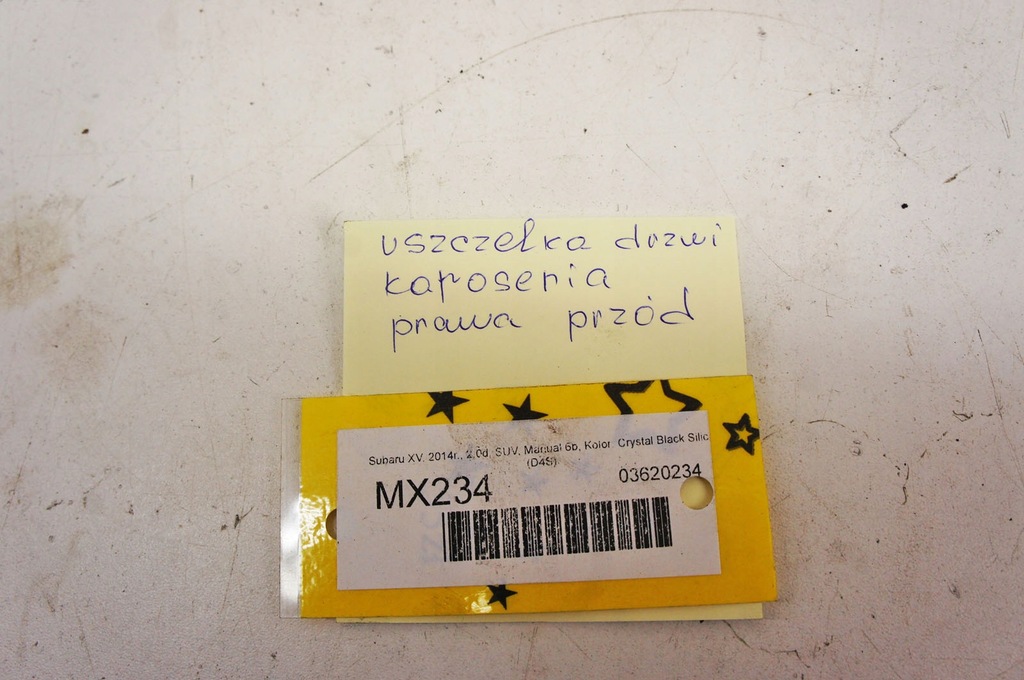 uszczelka drzwi
karoseria
prawa przód
Subaru XV, 2014r., 2.0d, SUV, Manual 6b, Kolor: Crystal Black Silic
(D4S)
MX234
03620234